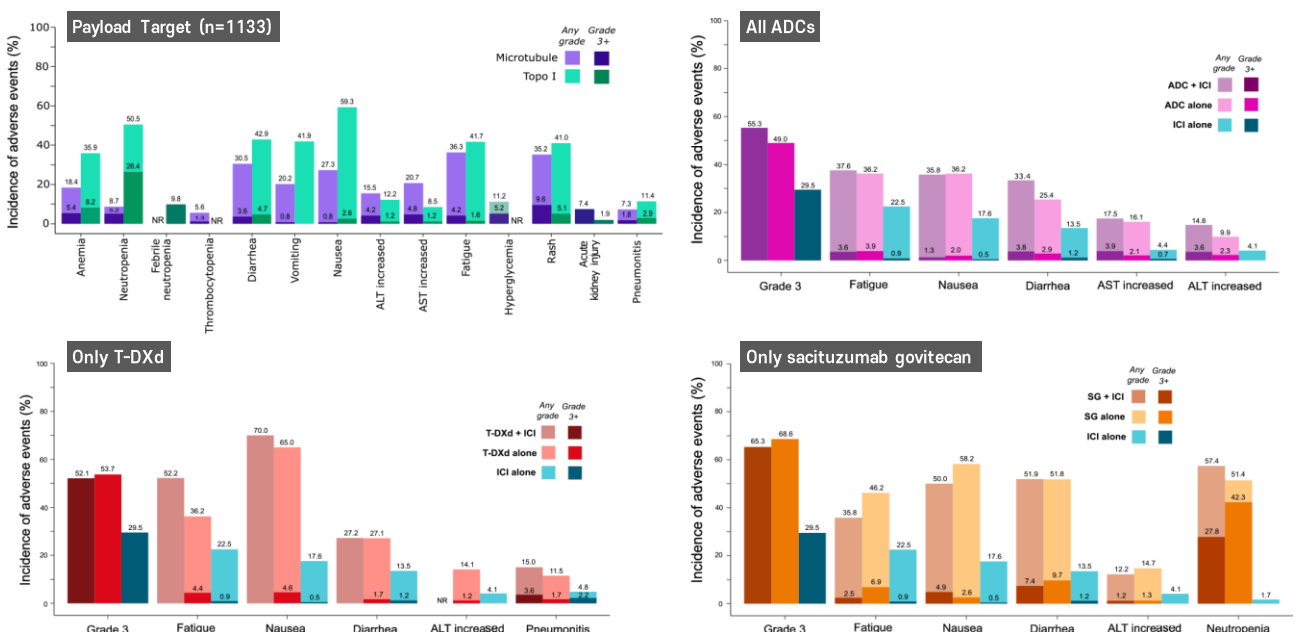 Payload Target (n=1133)
Incidence of adverse events (%)
100
80
60
40
20
0
Any grade
Grade 3+
Microtubule
Topo I
18.4
5.4
35.9
8.2
8.7
50.5
26.4
NR
9.8
5.6
1.3
NR
30.5
3.6
42.9
4.7
20.2
0.8
41.9
27.3
0.8
59.3
2.6
15.5
4.2
12.2
1.2
20.7
4.8
8.5
1.2
36.3
4.2
41.7
1.6
11.2
5.2
NR
35.2
9.6
41.0
5.1
7.4
1.9
7.3
1.8
11.4
2.9
Anemia
Neutropenia
Febrile
neutropenia
Thrombocytopenia
Diarrhea
Vomiting
Nausea
ALT increased
AST increased
Fatigue
Hyperglycemia
Rash
Acute
kidney injury
Pneumonitis
All ADCs
Incidence of adverse events (%)
100
80
60
40
20
0
Any grade
Grade 3+
ADC + ICI
ADC alone
ICI alone
55.3
49.0
29.5
37.6
3.6
36.2
3.9
22.5
0.9
35.8
1.3
36.2
2.0
17.6
0.5
33.4
3.8
25.4
2.9
13.5
1.2
17.5
3.9
16.1
2.1
4.4
0.7
14.8
3.6
9.9
2.3
4.1
Grade 3
Fatigue
Nausea
Diarrhea
AST increased
ALT increased
Only T-DXd
Incidence of adverse events (%)
100
80
60
40
20
0
Any grade
Grade 3+
T-DXd + ICI
T-DXd alone
ICI alone
52.1
53.7
29.5
52.2
36.2
4.4
22.5
0.9
70.0
65.0
4.6
17.6
0.5
27.2
27.1
1.7
13.5
1.2
NR
14.1
1.2
4.1
15.0
3.6
11.5
1.7
4.8
2.2
Grade 3
Fatigue
Nausea
Diarrhea
ALT increased
Pneumonitis
Only sacituzumab govitecan
Incidence of adverse events (%)
100
80
60
40
20
0
Any grade
Grade 3+
SG + ICI
SG alone
ICI alone
65.3
68.6
29.5
35.8
2.5
46.2
6.9
22.5
0.9
50.0
4.9
58.2
2.6
17.6
0.5
51.9
7.4
51.8
9.7
13.5
1.2
12.2
1.2
14.7
1.3
4.1
57.4
27.8
51.4
42.3
1.7
Grade 3
Fatigue
Nausea
Diarrhea
ALT increased
Neutropenia